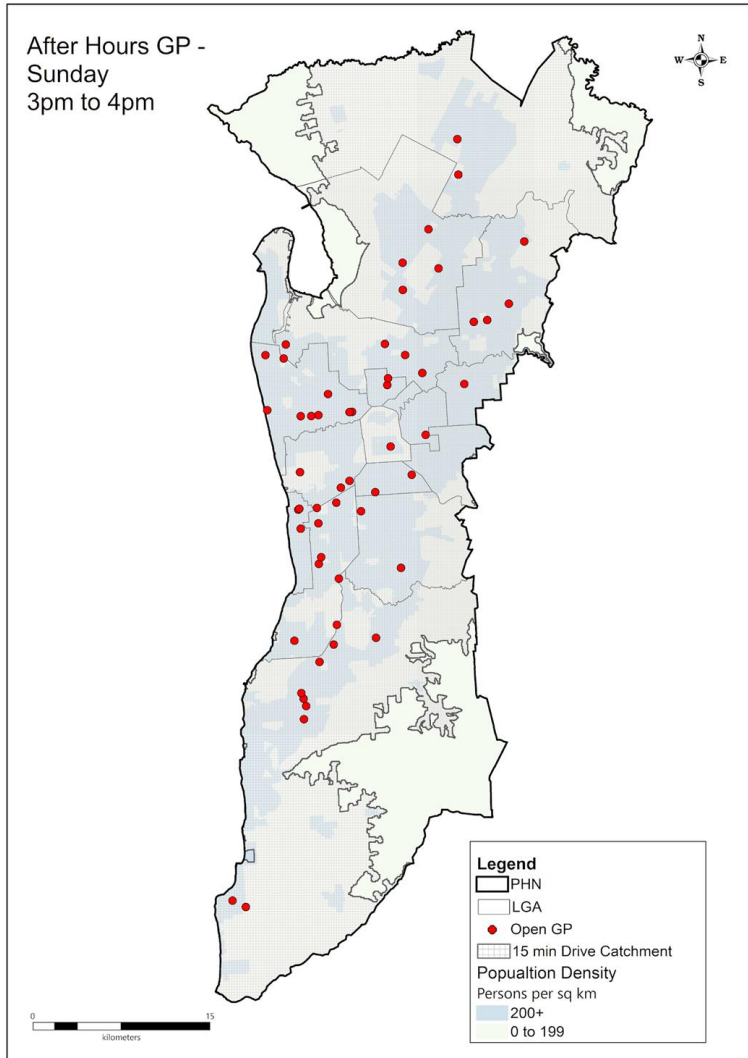 After Hours GP -
Sunday
3pm to 4pm
N
W E
S
Legend
PHN
LGA
Open GP
15 min Drive Catchment
Popualtion Density
Persons per sq km
200+
0 to 199
0 15
kilometers